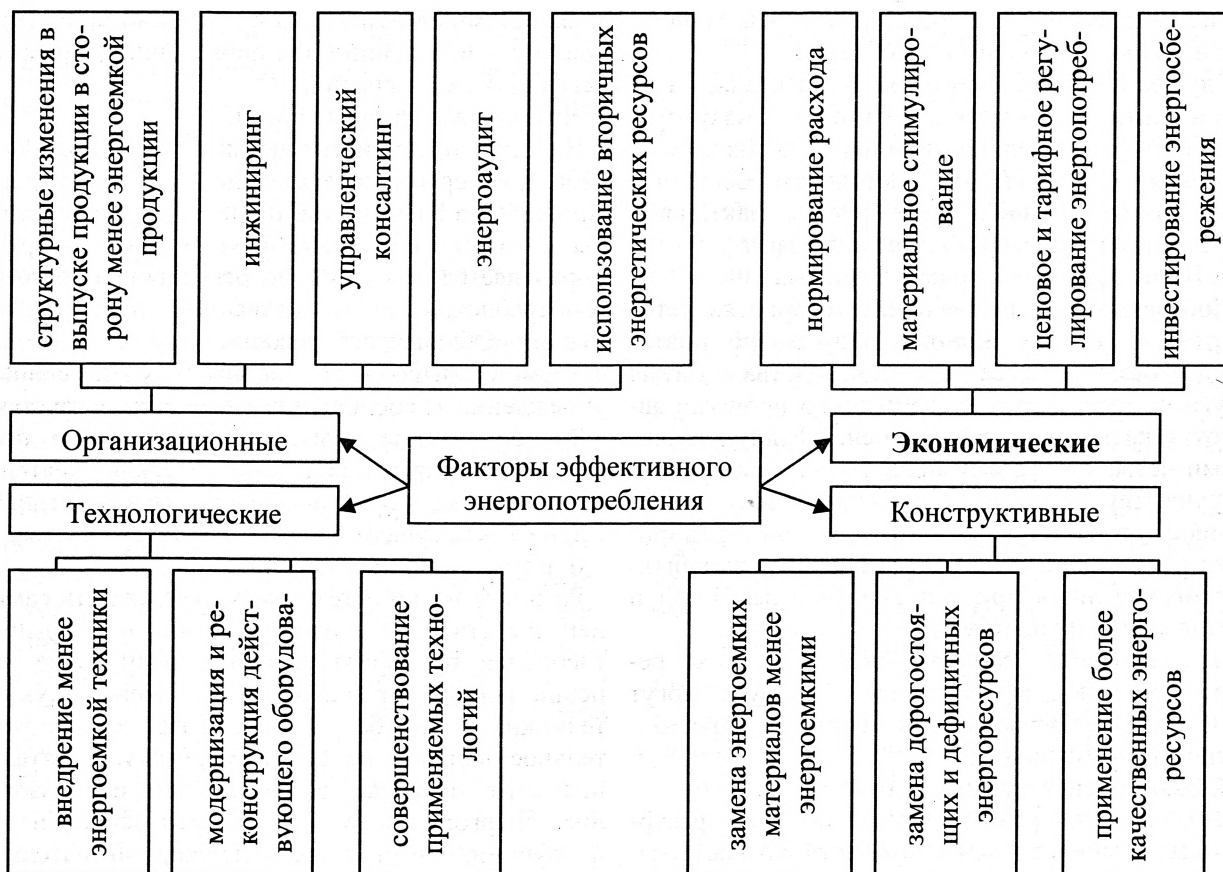 структурные изменения в
выпуске продукции в сто-
рону менее энергоемкой
продукции
инжиниринг
управленческий
консалтинг
энергоаудит
использование вторичных
энергетических ресурсов
нормирование расхода
материальное стимулиро-
вание
ценовое и тарифное регу-
лирование энергопотреб-
инвестирование энергосбе-
режения
Организационные
Факторы эффективного
энергопотребления
Экономические
Технологические
Конструктивные
внедрение менее
энергоемкой техники
модернизация и ре-
конструкция дейст-
вующего оборудова-
совершенствование
применяемых техно-
логий
замена энергоемких
материалов менее
энергоемкими
замена дорогостоя-
щих и дефицитных
энергоресурсов
применение более
качественных энерго-
ресурсов